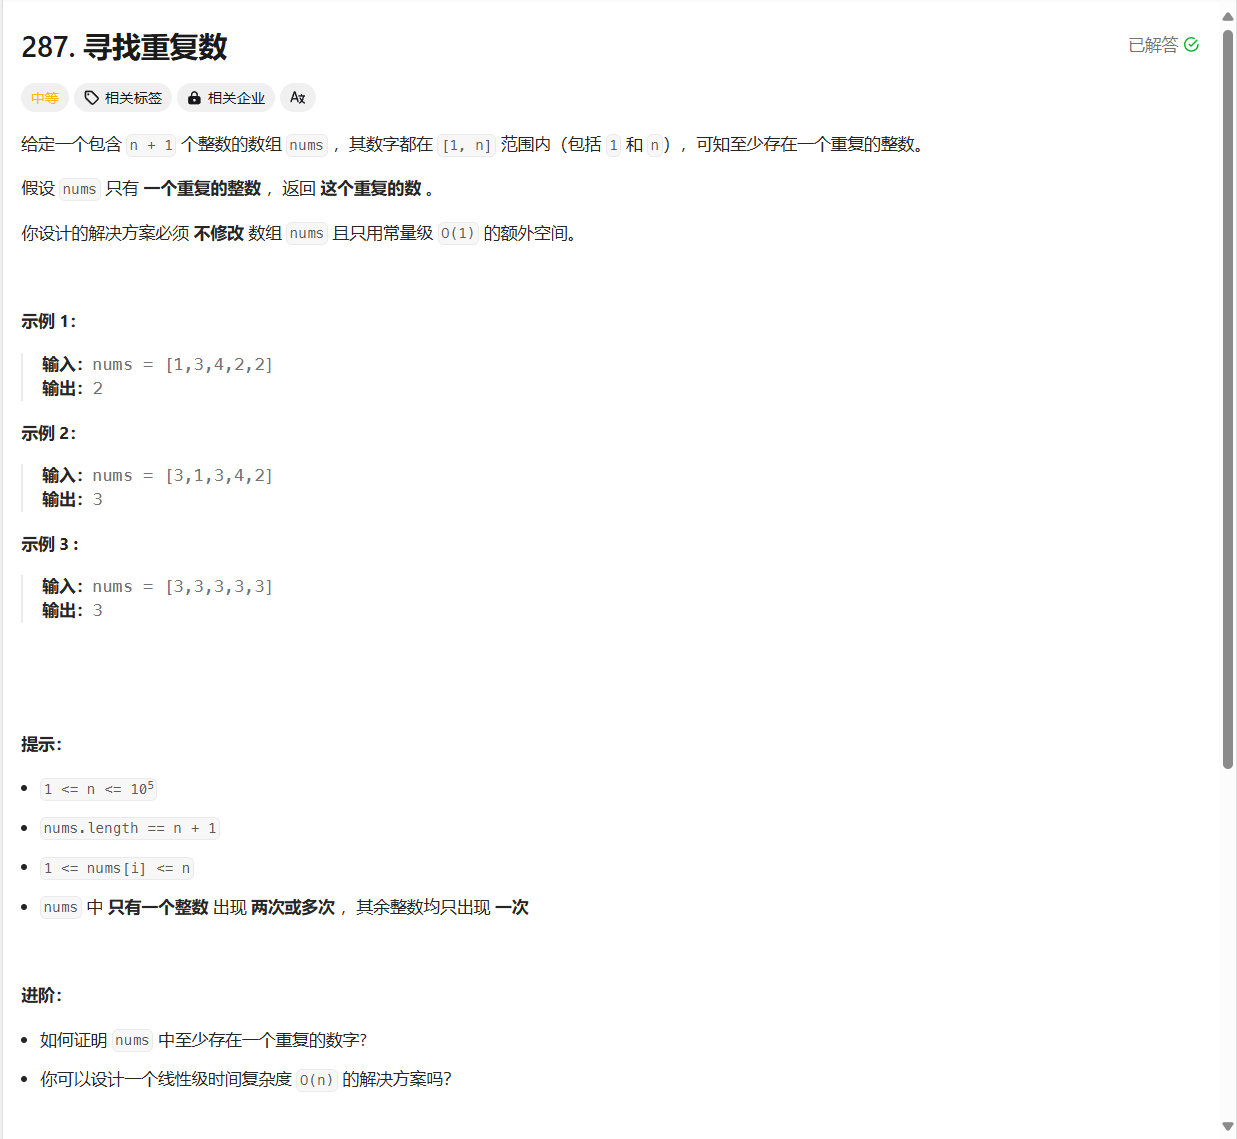 287. 寻找重复数
已解答
中等 相关标签 相关企业
给定一个包含 n + 1 个整数的数组 nums ，其数字都在 [1, n] 范围内（包括 1 和 n），可知至少存在一个重复的整数。
假设 nums 只有 一个重复的整数 ，返回 这个重复的数 。
你设计的解决方案必须 不修改 数组 nums 且只用常量级 O(1) 的额外空间。
示例 1：
输入：nums = [1,3,4,2,2]
输出：2
示例 2：
输入：nums = [3,1,3,4,2]
输出：3
示例 3 :
输入：nums = [3,3,3,3,3]
输出：3
提示：
1 <= n <= 10⁵
nums.length == n + 1
1 <= nums[i] <= n
nums 中 只有一个整数 出现 两次或多次 ，其余整数均只出现 一次
进阶：
如何证明 nums 中至少存在一个重复的数字?
你可以设计一个线性级时间复杂度 O(n) 的解决方案吗？